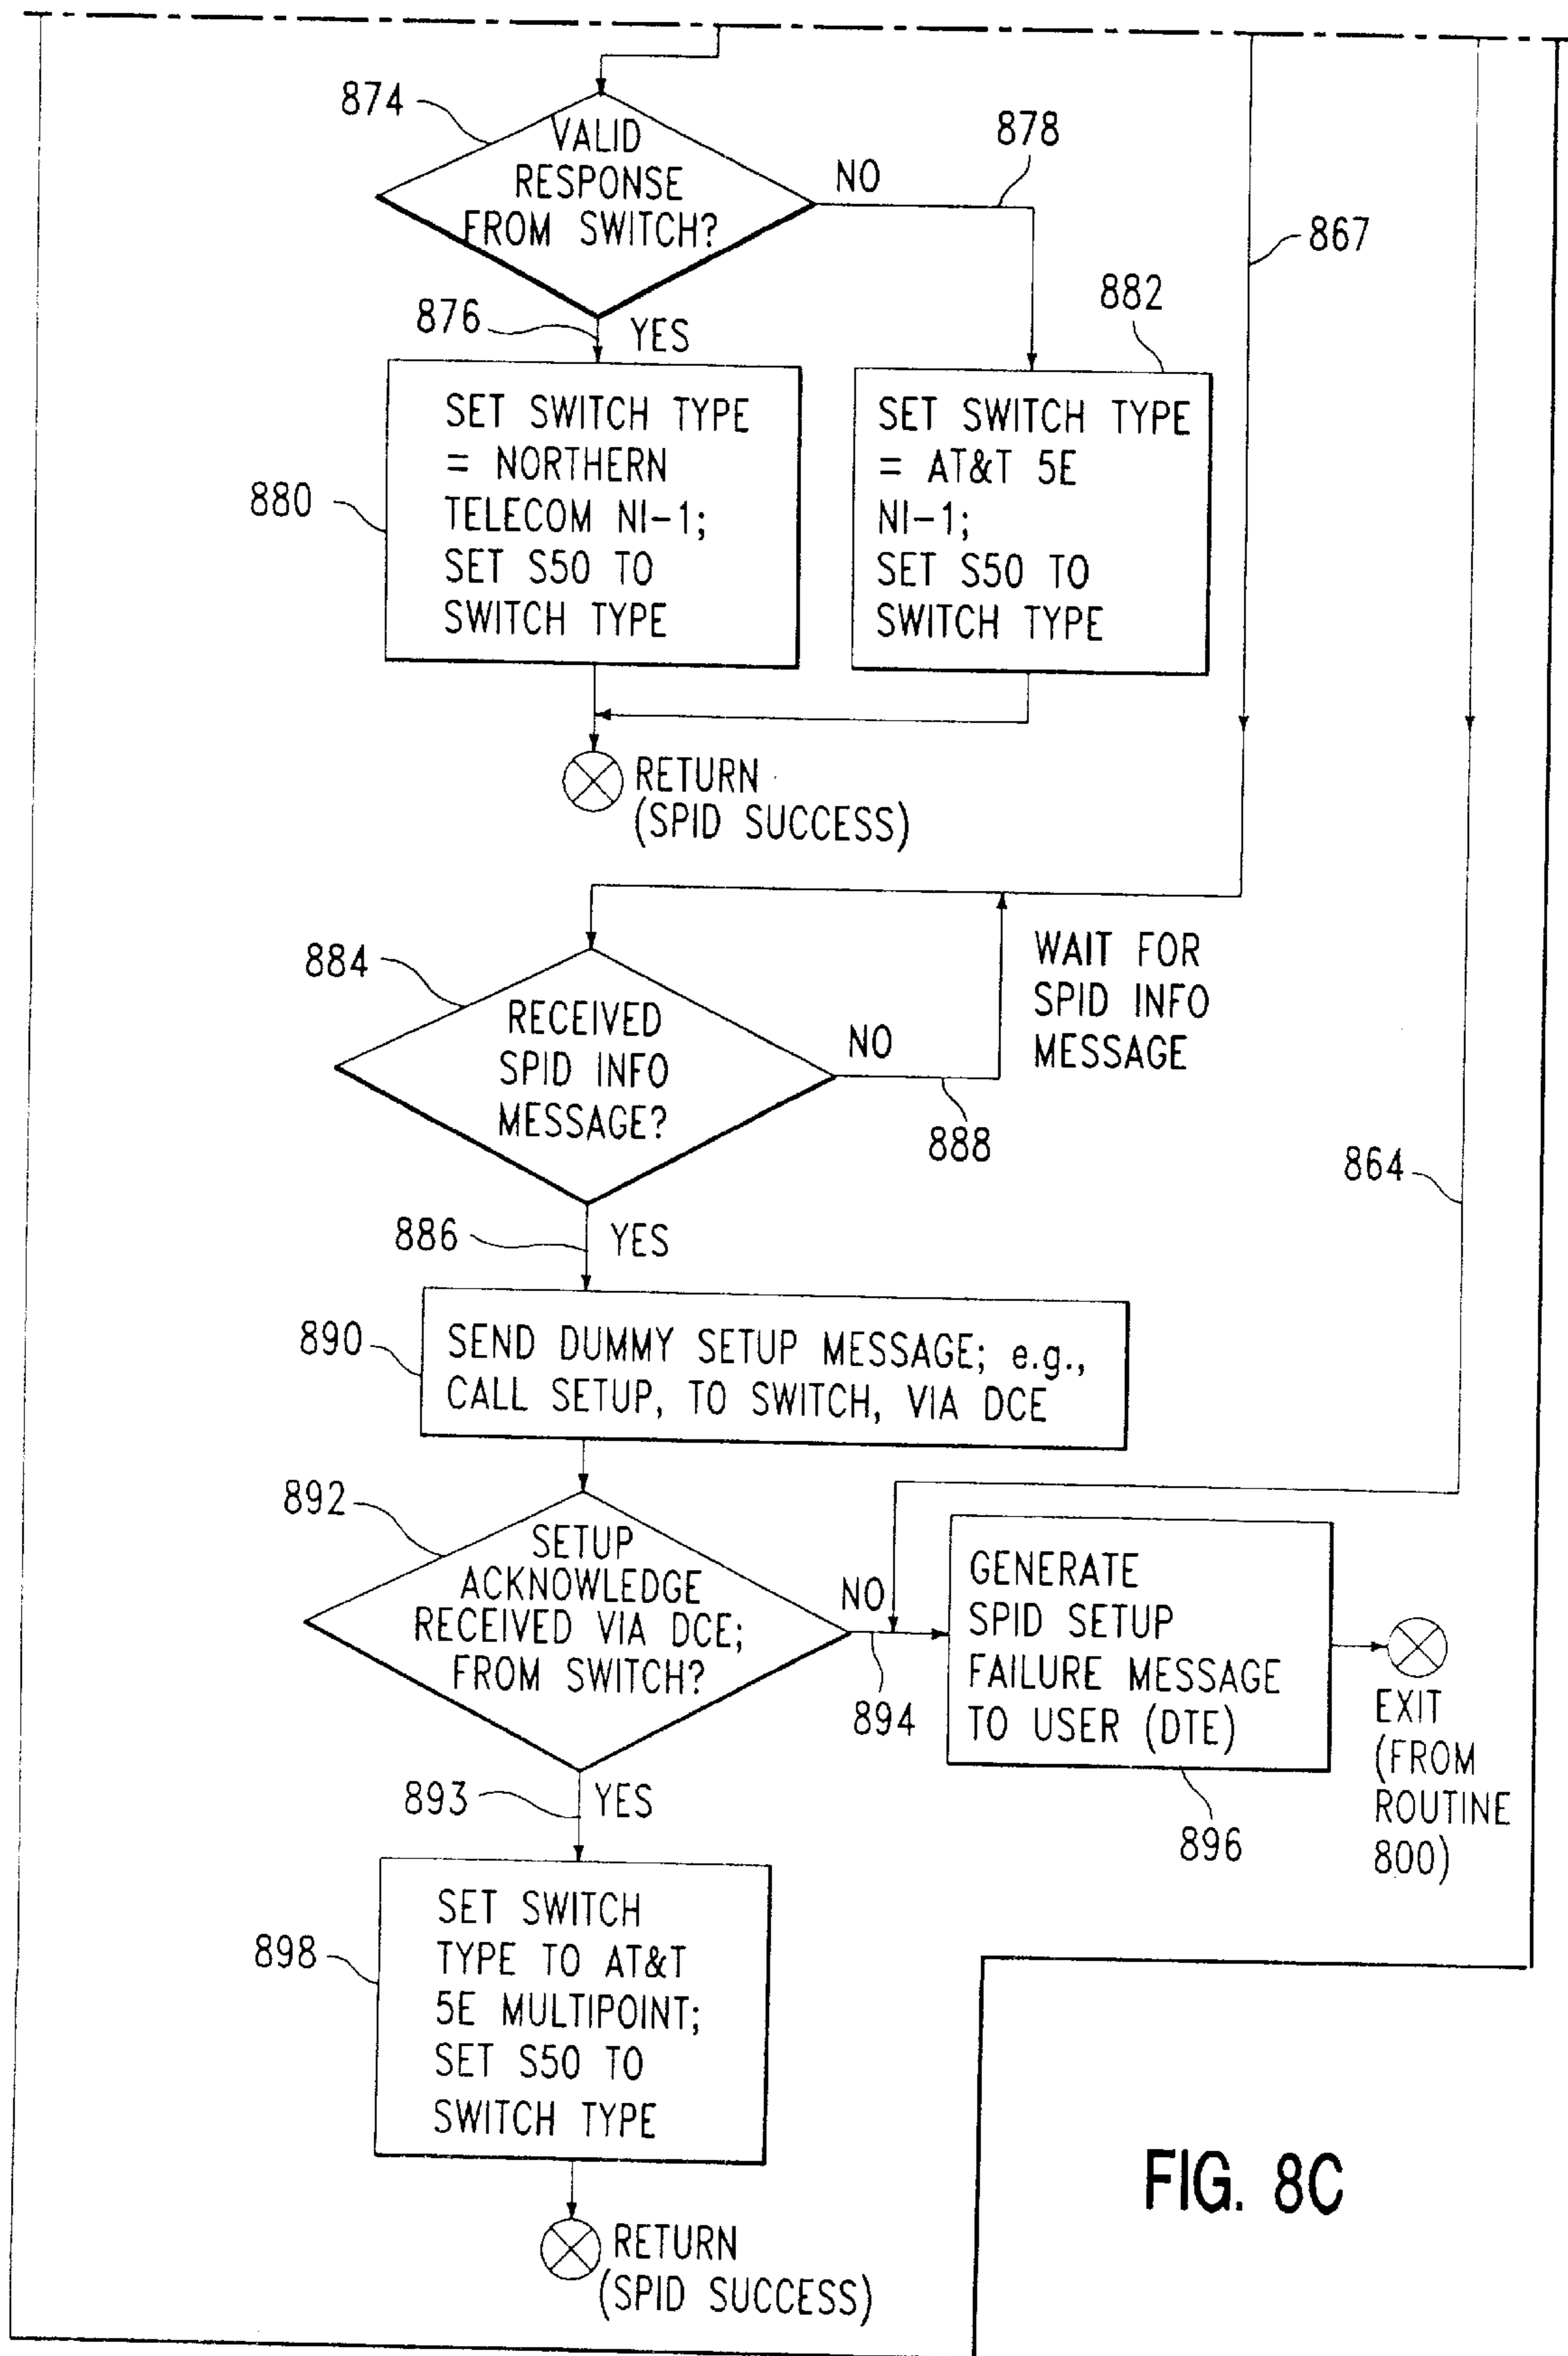 874
VALID
RESPONSE
FROM SWITCH?
NO
878
867
876
YES
882
880
SET SWITCH TYPE
= NORTHERN
TELECOM NI-1;
SET S50 TO
SWITCH TYPE
SET SWITCH TYPE
= AT&T 5E
NI-1;
SET S50 TO
SWITCH TYPE
RETURN
(SPID SUCCESS)
884
RECEIVED
SPID INFO
MESSAGE?
NO
888
WAIT FOR
SPID INFO
MESSAGE
864
886
YES
890
SEND DUMMY SETUP MESSAGE; e.g.,
CALL SETUP, TO SWITCH, VIA DCE
892
SETUP
ACKNOWLEDGE
RECEIVED VIA DCE;
FROM SWITCH?
NO
894
GENERATE
SPID SETUP
FAILURE MESSAGE
TO USER (DTE)
896
EXIT
(FROM
ROUTINE
800)
893
YES
898
SET SWITCH
TYPE TO AT&T
5E MULTIPOINT;
SET S50 TO
SWITCH TYPE
RETURN
(SPID SUCCESS)
FIG. 8C